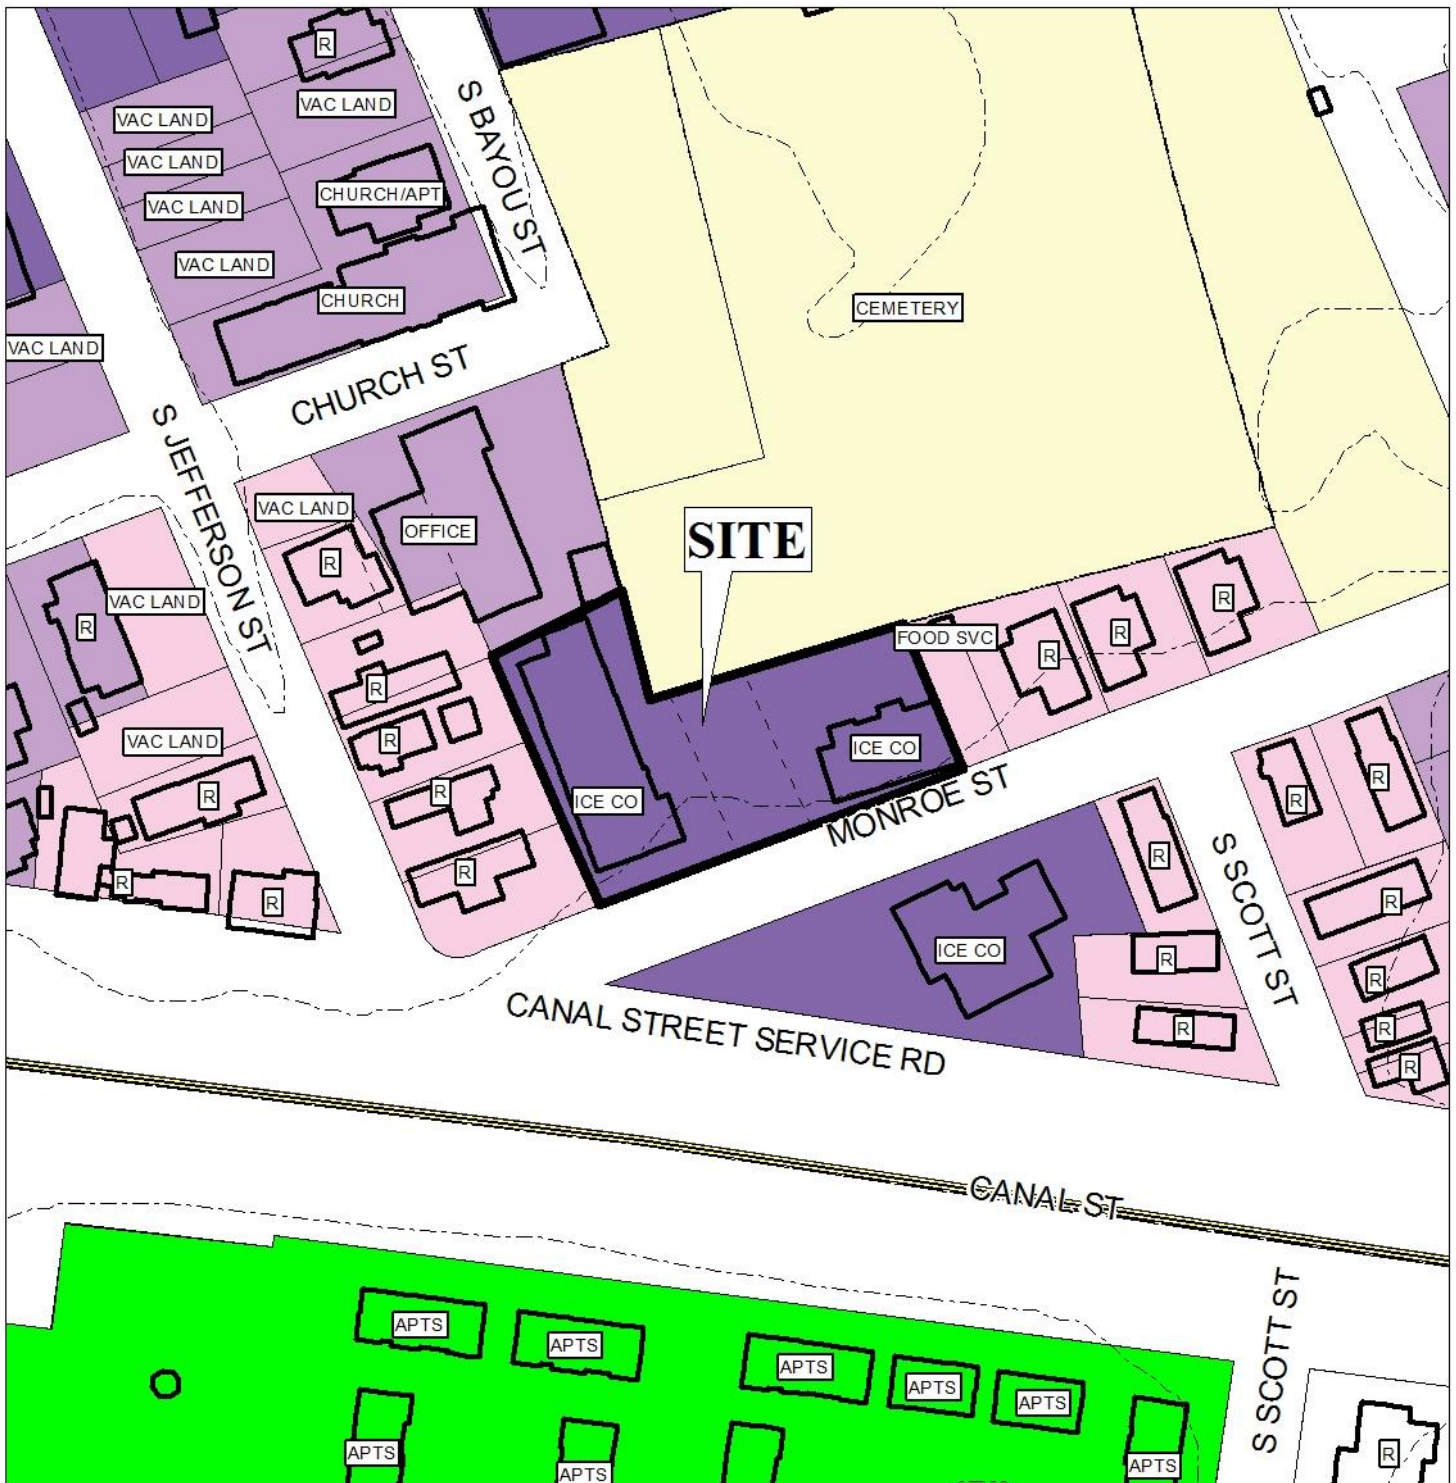 R
VAC LAND
VAC LAND
S BAYOU ST
VAC LAND
CHURCH/APT
VAC LAND
VAC LAND
CHURCH
CEMETERY
VAC LAND
CHURCH ST
S JEFFERSON ST
VAC LAND
OFFICE
SITE
R
VAC LAND
R
R
FOOD SVC
R
R
R
VAC LAND
R
ICE CO
R
R
R
ICE CO
MONROE ST
R
R
R
R
R
R
S SCOTT ST
R
ICE CO
R
R
R
R
R
CANAL STREET SERVICE RD
CANAL ST
S SCOTT ST
APTS
APTS
APTS
APTS
APTS
APTS
APTS
APTS
R